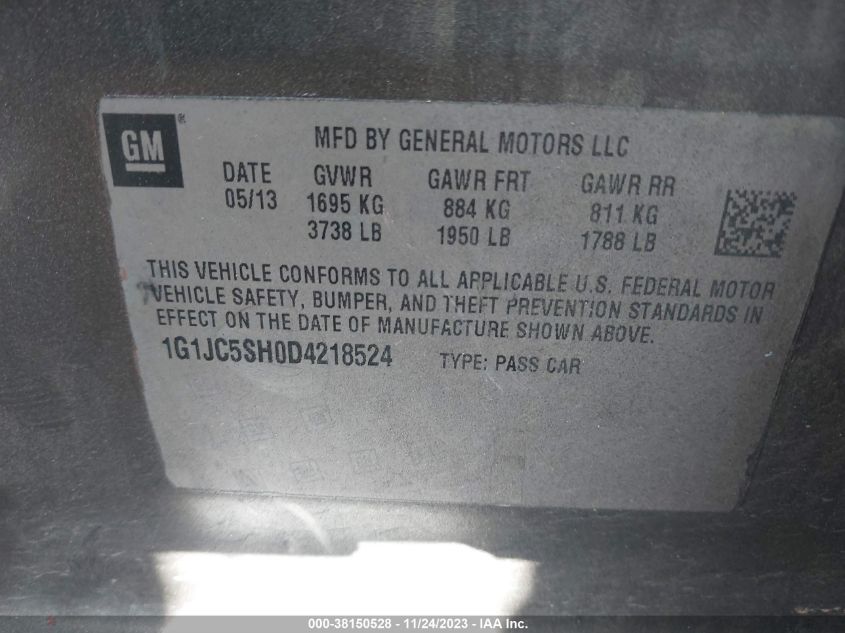 GM®
MFD BY GENERAL MOTORS LLC
DATE GVWR GAWR FRT GAWR RR
05/13 1695 KG 884 KG 811 KG
3738 LB 1950 LB 1788 LB
THIS VEHICLE CONFORMS TO ALL APPLICABLE U.S. FEDERAL MOTOR
VEHICLE SAFETY, BUMPER, AND THEFT PREVENTION STANDARDS IN
EFFECT ON THE DATE OF MANUFACTURE SHOWN ABOVE.
1G1JC5SH0D4218524 TYPE: PASS CAR
000-38150528 - 11/24/2023 - IAA Inc.